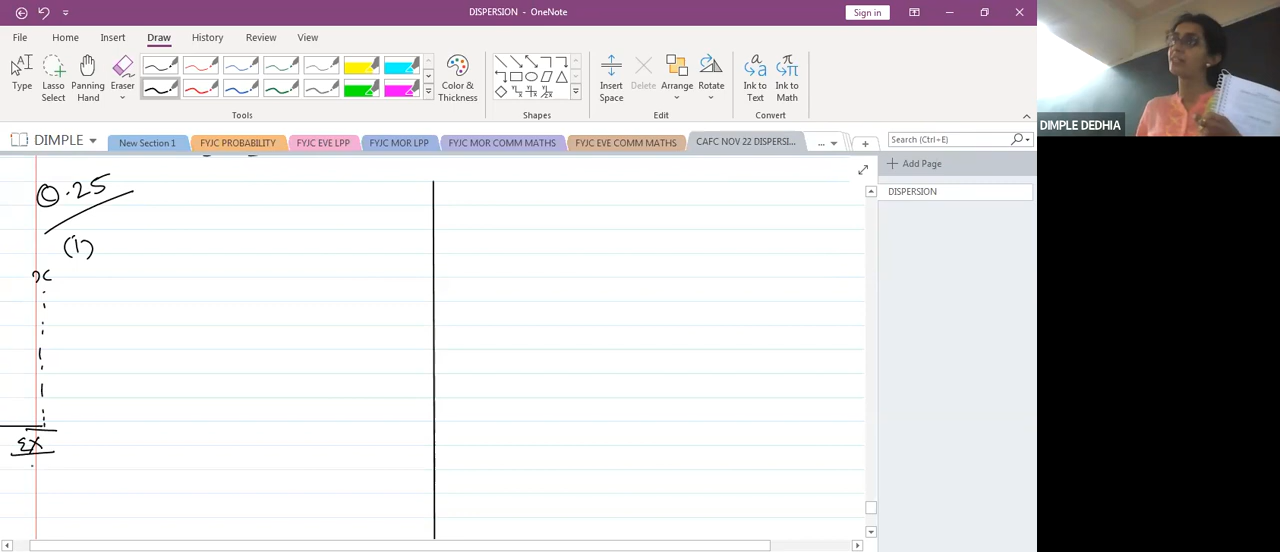 DISPERSION - OneNote
Sign in
File Home Insert Draw History Review View
Type
Lasso Select
Panning Hand
Eraser
Color & Thickness
Insert Space
Delete
Arrange
Rotate
Ink to Text
Ink to Math
Tools
Shapes
Edit
Convert
DIMPLE DEDHIA
DIMPLE
New Section 1
FYJC PROBABILITY
FYJC EVE LPP
FYJC MOR LPP
FYJC MOR COMM MATHS
FYJC EVE COMM MATHS
CAFC NOV 22 DISPERSI...
...
Search (Ctrl+E)
Add Page
DISPERSION
Q.25
(i)
x
Σx